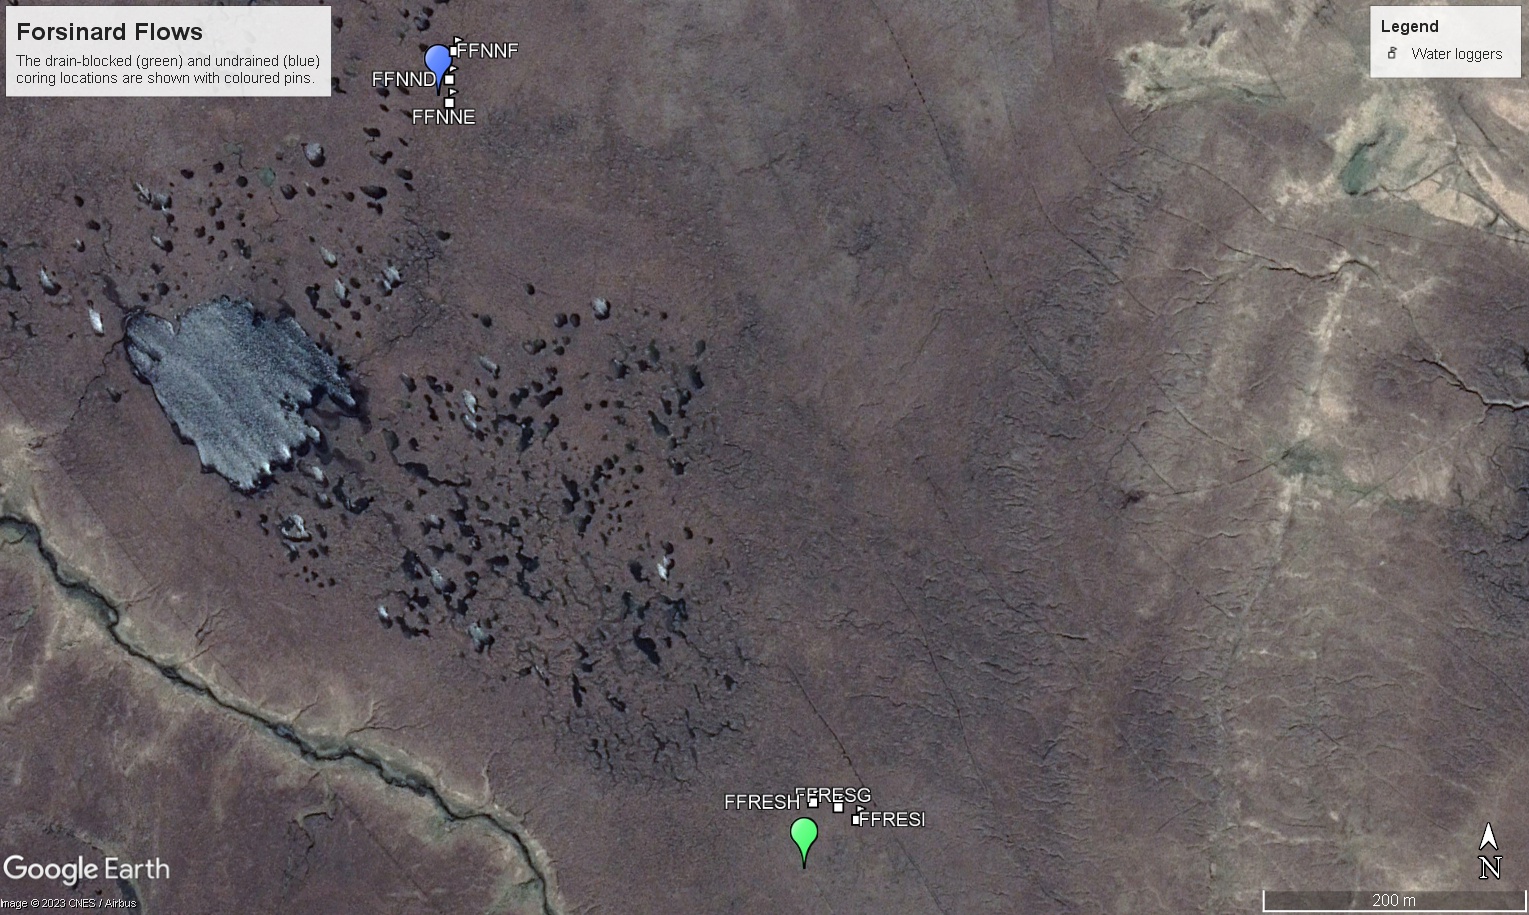 Forsinard Flows
The drain-blocked (green) and undrained (blue)
coring locations are shown with coloured pins.
Legend
Water loggers
FFNNF
FFNND
FFNNE
FFRESH
FFRESG
FFRESI
Google Earth
N
200 m
mage © 2023 CNES / Airbus